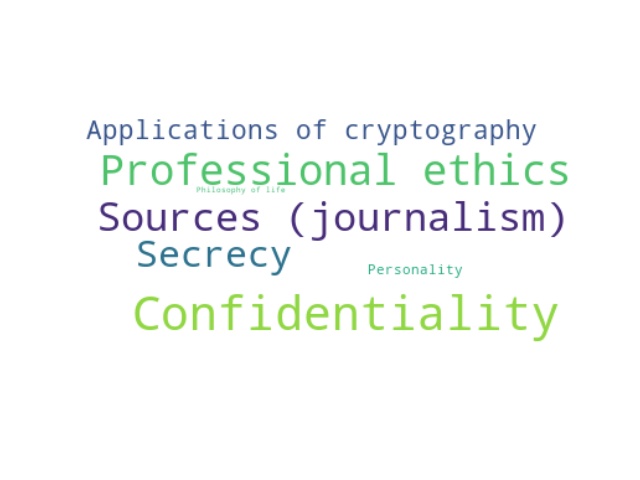 Applications of cryptography
Professional ethics
Philosophy of life
Sources (journalism)
Secrecy
Personality
Confidentiality